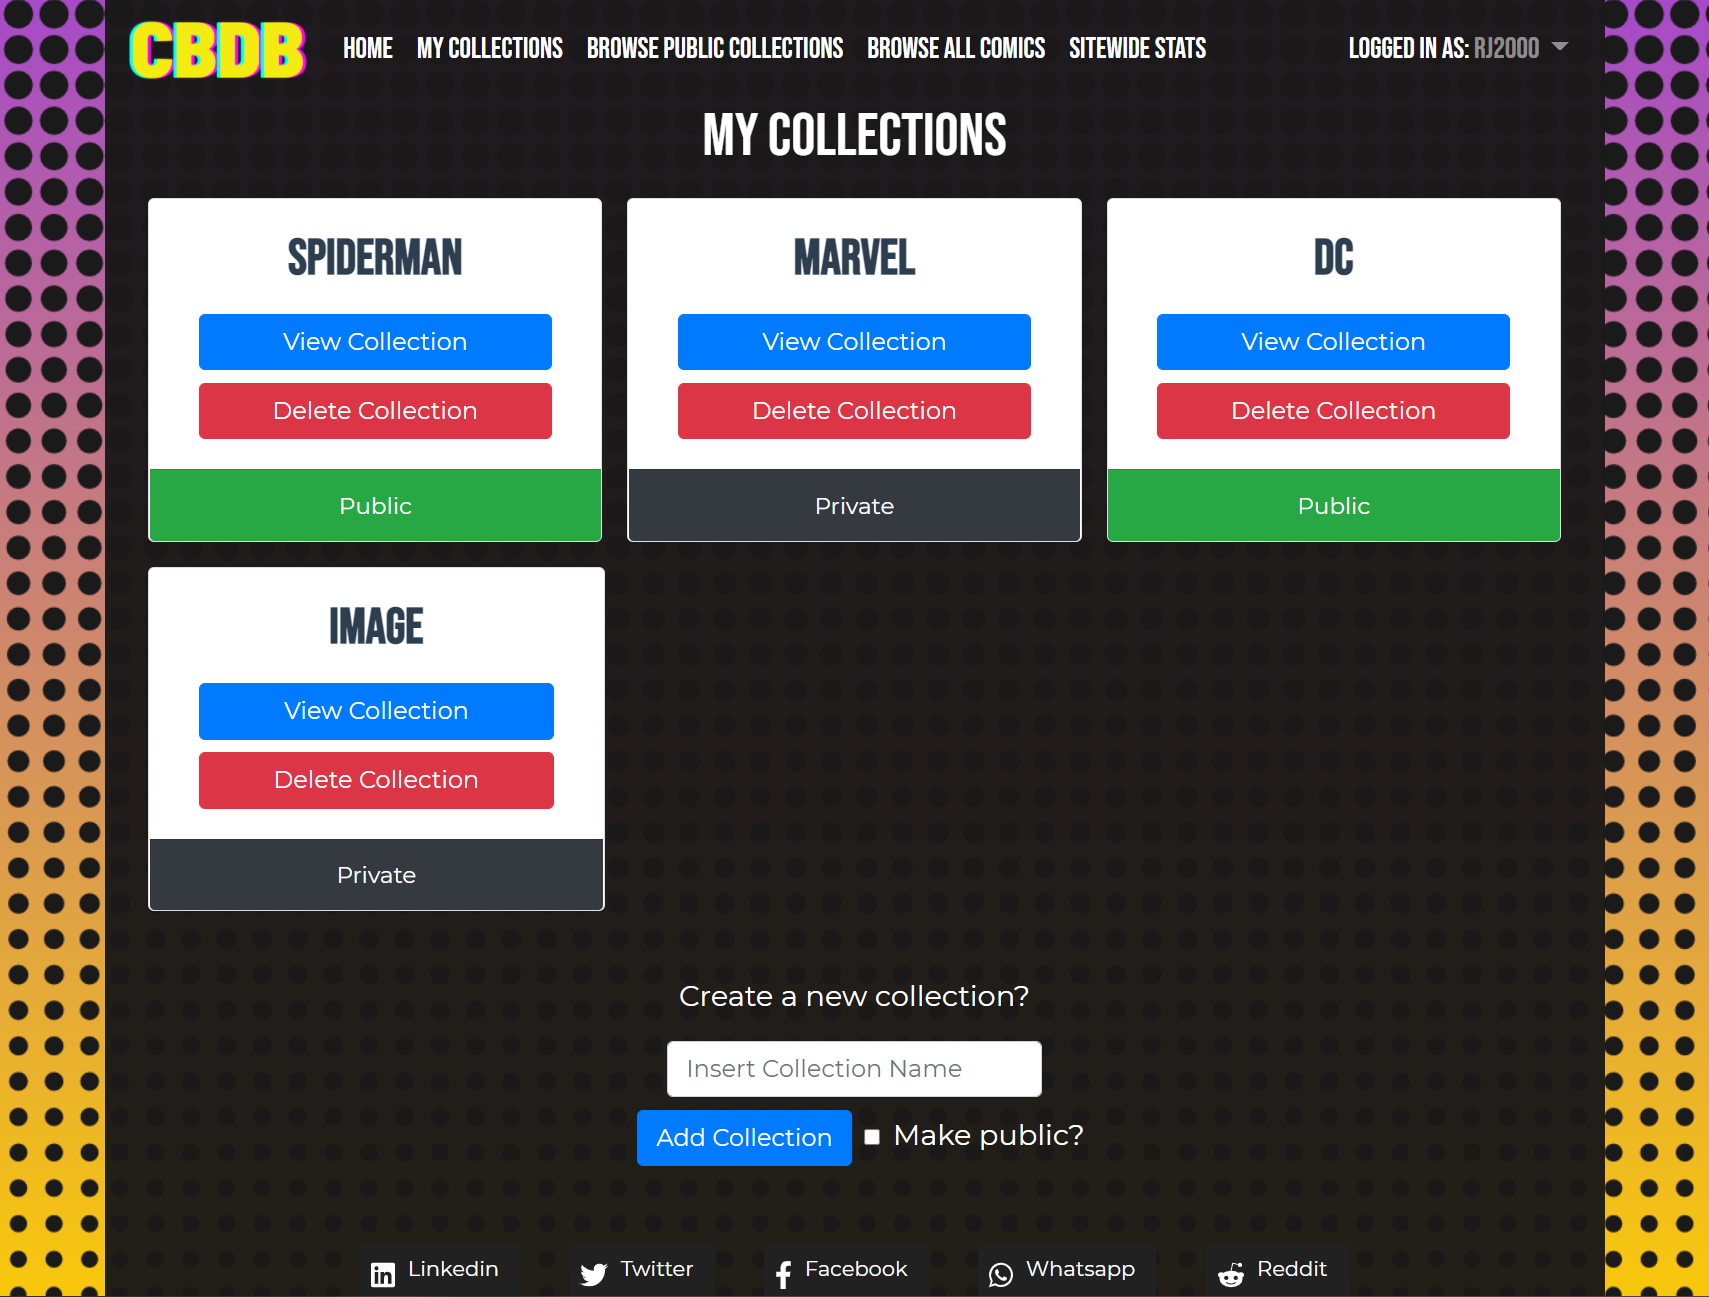 CBDB HOME MY COLLECTIONS BROWSE PUBLIC COLLECTIONS BROWSE ALL COMICS SITEWIDE STATS LOGGED IN AS: RJ2000
MY COLLECTIONS
SPIDERMAN
View Collection
Delete Collection
Public
MARVEL
View Collection
Delete Collection
Private
DC
View Collection
Delete Collection
Public
IMAGE
View Collection
Delete Collection
Private
Create a new collection?
Insert Collection Name
Add Collection Make public?
Linkedin Twitter Facebook Whatsapp Reddit